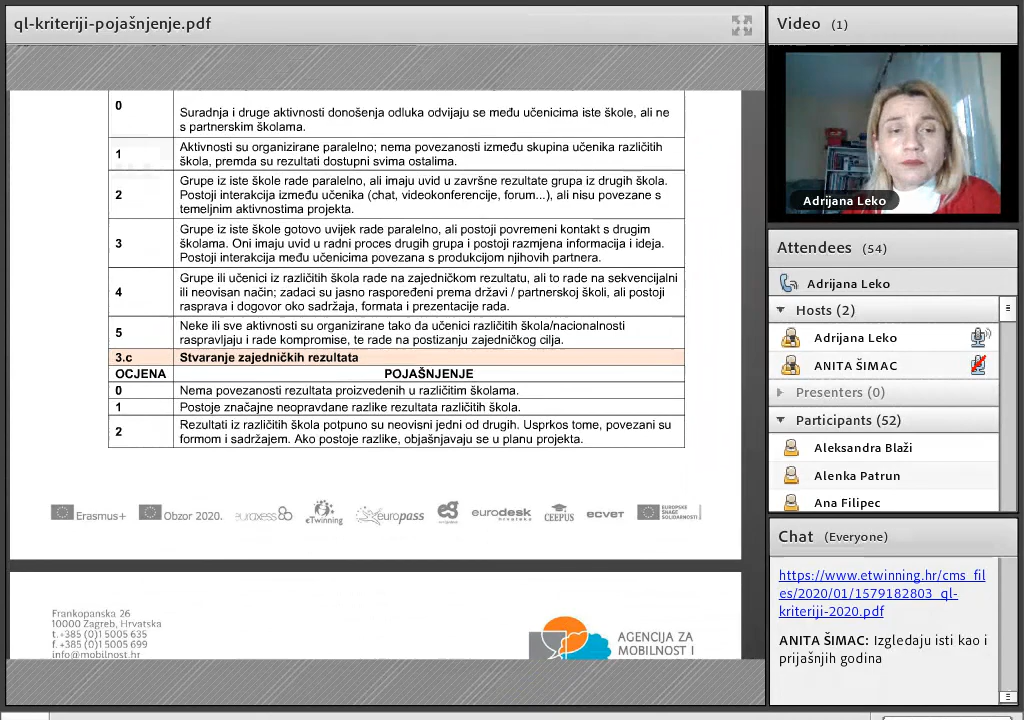 ql-kriteriji-pojašnjenje.pdf
0
Suradnja i druge aktivnosti donošenja odluka odvijaju se među učenicima iste škole, ali ne
s partnerskim školama.
1
Aktivnosti su organizirane paralelno; nema povezanosti između skupina učenika različitih
škola, premda su rezultati dostupni svima ostalima.
2
Grupe iz iste škole rade paralelno, ali imaju uvid u završne rezultate grupa iz drugih škola.
Postoji interakcija između učenika (chat, videokonferencije, forum...), ali nisu povezane s
temeljnim aktivnostima projekta.
3
Grupe iz iste škole gotovo uvijek rade paralelno, ali postoji povremeni kontakt s drugim
školama. Oni imaju uvid u radni proces drugih grupa i postoji razmjena informacija i ideja.
Postoji interakcija među učenicima povezana s produkcijom njihovih partnera.
4
Grupe ili učenici iz različitih škola rade na zajedničkom rezultatu, ali to rade na sekvencijalni
ili neovisan način; zadaci su jasno raspoređeni prema državi / partnerskoj školi, ali postoji
rasprava i dogovor oko sadržaja, formata i prezentacije rada.
5
Neke ili sve aktivnosti su organizirane tako da učenici različitih škola/nacionalnosti
raspravljaju i rade kompromise, te rade na postizanju zajedničkog cilja.
3.c Stvaranje zajedničkih rezultata
OCJENA POJAŠNJENJE
0 Nema povezanosti rezultata proizvedenih u različitim školama.
1 Postoje značajne neopravdane razlike rezultata različitih škola.
2
Rezultati iz različitih škola potpuno su neovisni jedni od drugih. Usprkos tome, povezani su
formom i sadržajem. Ako postoje razlike, objašnjavaju se u planu projekta.
Erasmus+ Obzor 2020. euraxess eTwinning europass eurodesk hrvatska CEEPUS ecvet EUROPSKE SNAGE SOLIDARNOSTI
Frankopanska 26
10000 Zagreb, Hrvatska
t. +385 (0)1 5005 635
f. +385 (0)1 5005 699
info@mobilnost.hr
AGENCIJA ZA
MOBILNOST I
Video (1)
Adrijana Leko
Attendees (54)
Adrijana Leko
Hosts (2)
Adrijana Leko
ANITA ŠIMAC
Presenters (0)
Participants (52)
Aleksandra Blaži
Alenka Patrun
Ana Filipec
Chat (Everyone)
https://www.etwinning.hr/cms_fil
es/2020/01/1579182803_ql-
kriteriji-2020.pdf
ANITA ŠIMAC: Izgledaju isti kao i
prijašnjih godina